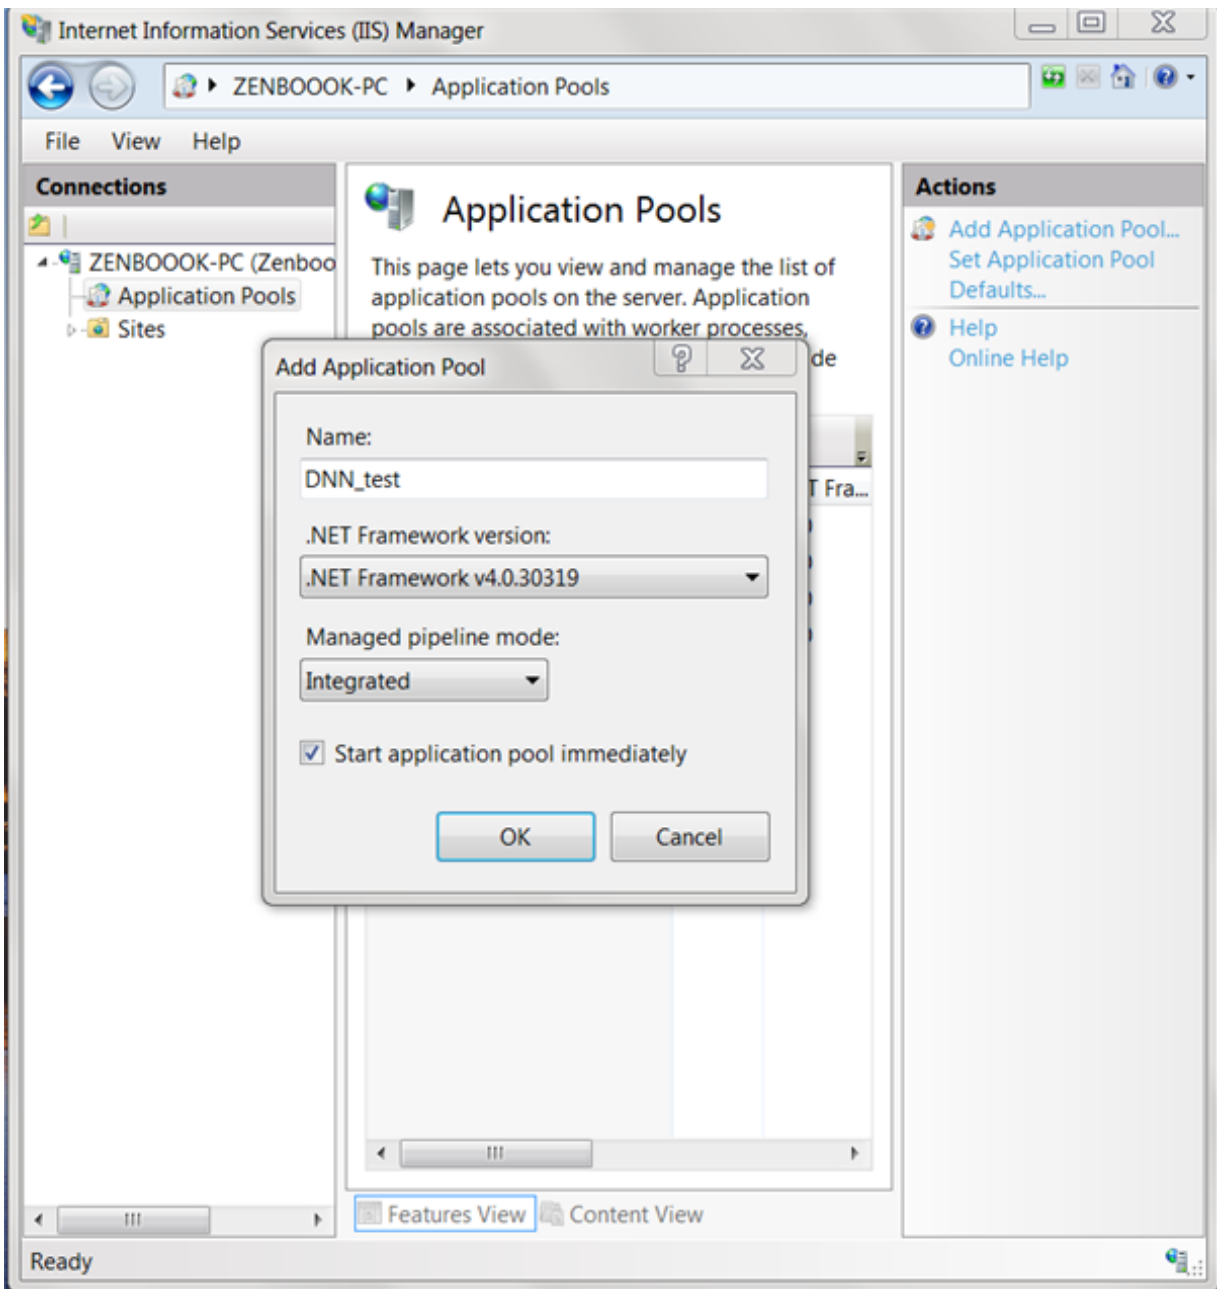 Internet Information Services (IIS) Manager
ZENBOOOK-PC Application Pools
File View Help
Connections
ZENBOOOK-PC (Zenboo
Application Pools
Sites
Application Pools
This page lets you view and manage the list of
application pools on the server. Application
pools are associated with worker processes,
de
T Fra...
Add Application Pool
Name:
DNN_test
.NET Framework version:
.NET Framework v4.0.30319
Managed pipeline mode:
Integrated
Start application pool immediately
OK Cancel
Features View Content View
Actions
Add Application Pool...
Set Application Pool
Defaults...
Help
Online Help
Ready